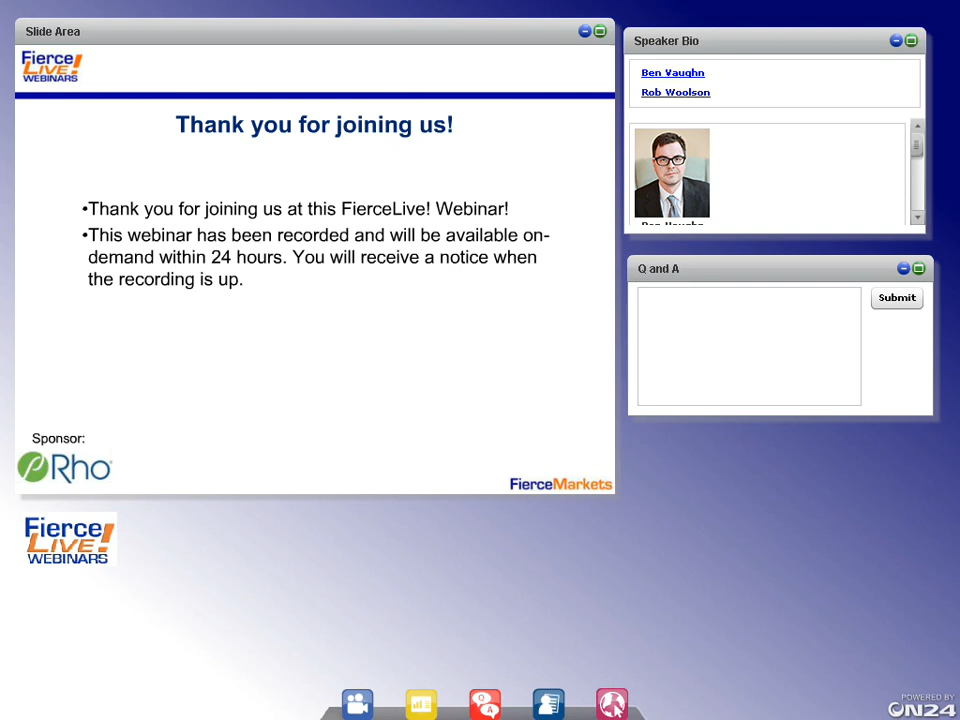 Slide Area
Fierce
LIVE!
WEBINARS
Thank you for joining us!
•Thank you for joining us at this FierceLive! Webinar!
•This webinar has been recorded and will be available on-
demand within 24 hours. You will receive a notice when
the recording is up.
Sponsor:
Rho
FierceMarkets
Speaker Bio
Ben Vaughn
Rob Woolson
Ben Vaughn
Q and A
Submit
Fierce
LIVE!
WEBINARS
Q
A
POWERED BY
ON24